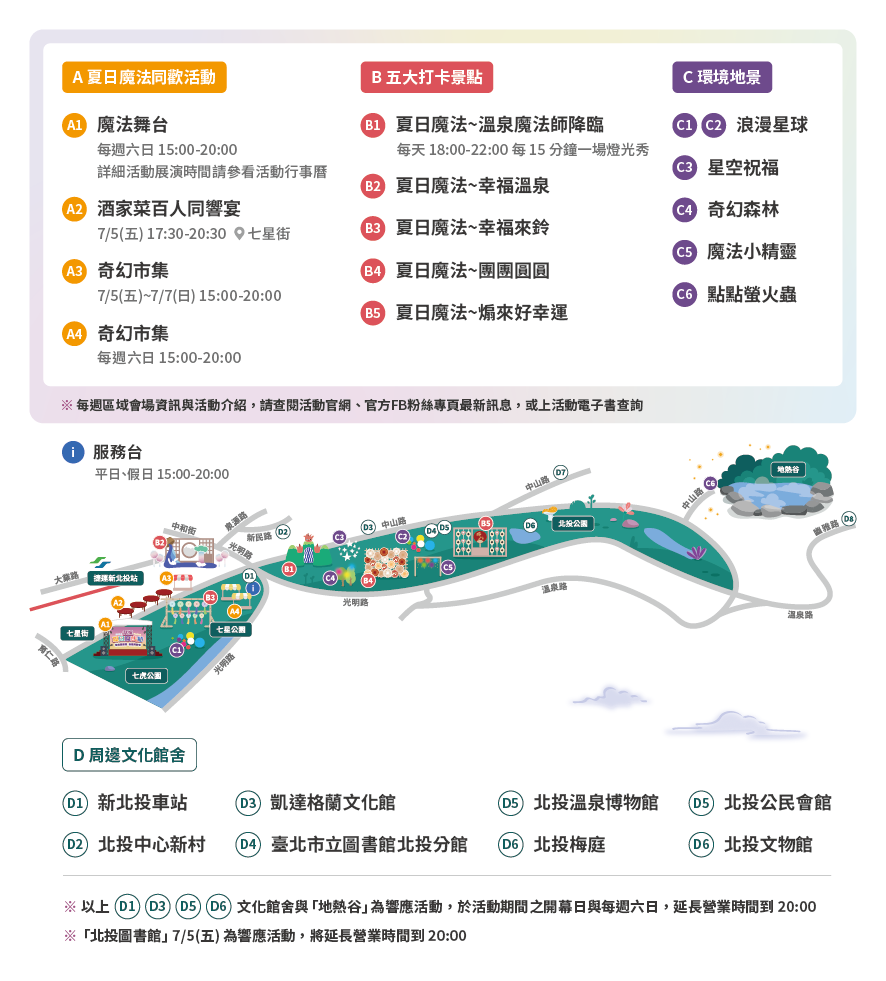 A 夏日魔法同歡活動
A1 魔法舞台
每週六日 15:00-20:00
詳細活動展演時間請參看活動行事曆
A2 酒家菜百人同響宴
7/5(五) 17:30-20:30 七星街
A3 奇幻市集
7/5(五)~7/7(日) 15:00-20:00
A4 奇幻市集
每週六日 15:00-20:00
B 五大打卡景點
B1 夏日魔法~溫泉魔法師降臨
每天 18:00-22:00 每 15 分鐘一場燈光秀
B2 夏日魔法~幸福溫泉
B3 夏日魔法~幸福來鈴
B4 夏日魔法~團團圓圓
B5 夏日魔法~煽來好幸運
C 環境地景
C1 C2 浪漫星球
C3 星空祝福
C4 奇幻森林
C5 魔法小精靈
C6 點點螢火蟲
※ 每週區域會場資訊與活動介紹，請查閱活動官網、官方FB粉絲專頁最新訊息，或上活動電子書查詢
i 服務台
平日、假日 15:00-20:00
地熱谷
D7
中山路
C6
中山路
D8
泉源路
中和街
新民路
D2
D3
中山路
D4
D5
B5
D6
北投公園
B2
光明路
C3
C2
大業路
捷運新北投站
A3
D1
i
B1
C4
B4
C5
A2
B3
A4
光明路
溫泉路
溫泉路
A1
七星街
七星公園
C1
光明路
七虎公園
D 周邊文化館舍
D1 新北投車站
D3 凱達格蘭文化館
D5 北投溫泉博物館
D5 北投公民會館
D2 北投中心新村
D4 臺北市立圖書館北投分館
D6 北投梅庭
D6 北投文物館
※ 以上 D1 D3 D5 D6 文化館舍與「地熱谷」為響應活動，於活動期間之開幕日與每週六日，延長營業時間到 20:00
※「北投圖書館」7/5(五) 為響應活動，將延長營業時間到 20:00